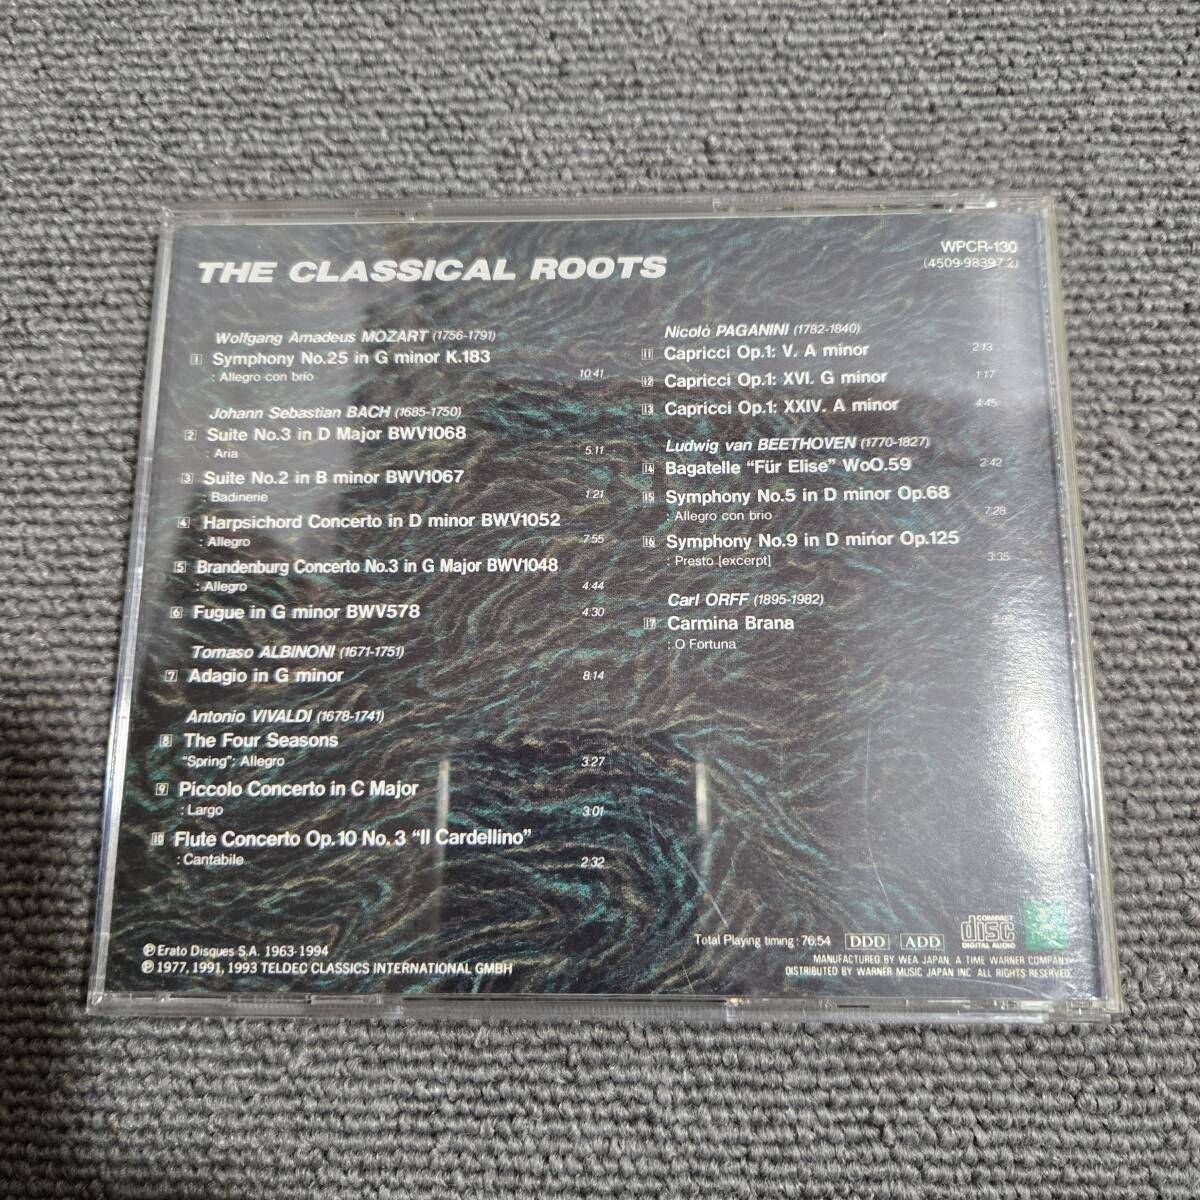 THE CLASSICAL ROOTS
WPCR-130
(4509-98397-2)
Wolfgang Amadeus MOZART (1756-1791)
1 Symphony No.25 in G minor K.183
: Allegro con brio 10:41
Johann Sebastian BACH (1685-1750)
2 Suite No.3 in D Major BWV1068
: Aria 5:11
3 Suite No.2 in B minor BWV1067
: Badinerie 1:21
4 Harpsichord Concerto in D minor BWV1052
: Allegro 7:55
5 Brandenburg Concerto No.3 in G Major BWV1048
: Allegro 4:44
6 Fugue in G minor BWV578 4:30
Tomaso ALBINONI (1671-1751)
7 Adagio in G minor 8:14
Antonio VIVALDI (1678-1741)
8 The Four Seasons
"Spring": Allegro 3:27
9 Piccolo Concerto in C Major
: Largo 3:01
10 Flute Concerto Op.10 No.3 "Il Cardellino"
: Cantabile 2:32
Nicolò PAGANINI (1782-1840)
11 Capricci Op.1: V. A minor 2:13
12 Capricci Op.1: XVI. G minor 1:17
13 Capricci Op.1: XXIV. A minor 4:45
Ludwig van BEETHOVEN (1770-1827)
14 Bagatelle "Für Elise" WoO.59 2:42
15 Symphony No.5 in D minor Op.68
: Allegro con brio 7:28
16 Symphony No.9 in D minor Op.125
: Presto [excerpt] 3:35
Carl ORFF (1895-1982)
17 Carmina Brana
: O Fortuna
℗ Erato Disques S.A. 1963-1994
℗ 1977, 1991, 1993 TELDEC CLASSICS INTERNATIONAL GMBH
Total Playing timing: 76:54 DDD ADD
COMPACT
disc
DIGITAL AUDIO
MANUFACTURED BY WEA JAPAN, A TIME WARNER COMPANY
DISTRIBUTED BY WARNER MUSIC JAPAN INC. ALL RIGHTS RESERVED.